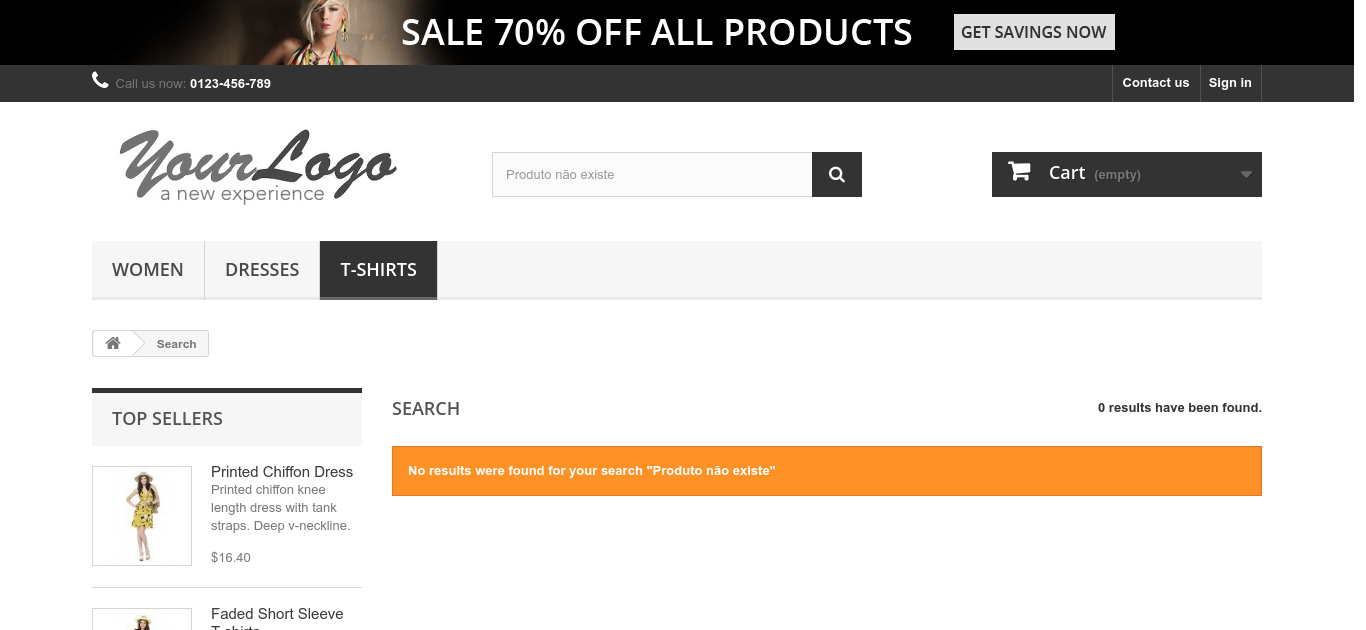 SALE 70% OFF ALL PRODUCTS
GET SAVINGS NOW
Call us now: 0123-456-789
Contact us
Sign in
YourLogo
a new experience
Produto não existe
Cart (empty)
WOMEN
DRESSES
T-SHIRTS
Search
TOP SELLERS
Printed Chiffon Dress
Printed chiffon knee
length dress with tank
straps. Deep v-neckline.
$16.40
Faded Short Sleeve
T-shirts
SEARCH
0 results have been found.
No results were found for your search "Produto não existe"